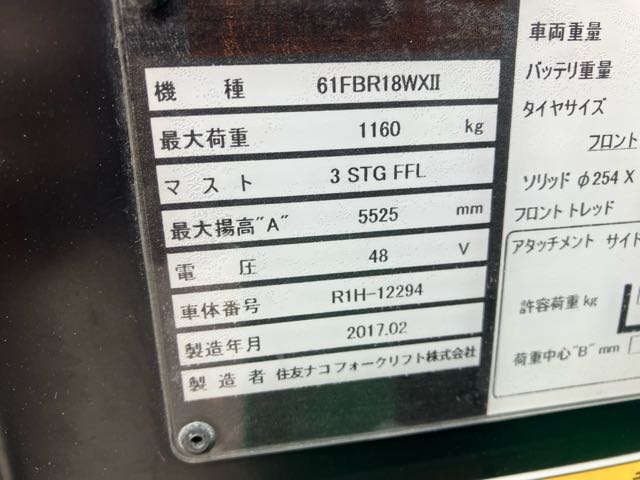 機種 61FBR18WXII
最大荷重 1160 kg
マスト 3 STG FFL
最大揚高"A" 5525 mm
電圧 48 V
車体番号 R1H-12294
製造年月 2017.02
製造者 住友ナコフォークリフト株式会社
車両重量
バッテリ重量
タイヤサイズ
フロント
ソリッド φ254 X
フロント トレッド
アタッチメント サイド
許容荷重 kg
荷重中心"B" mm